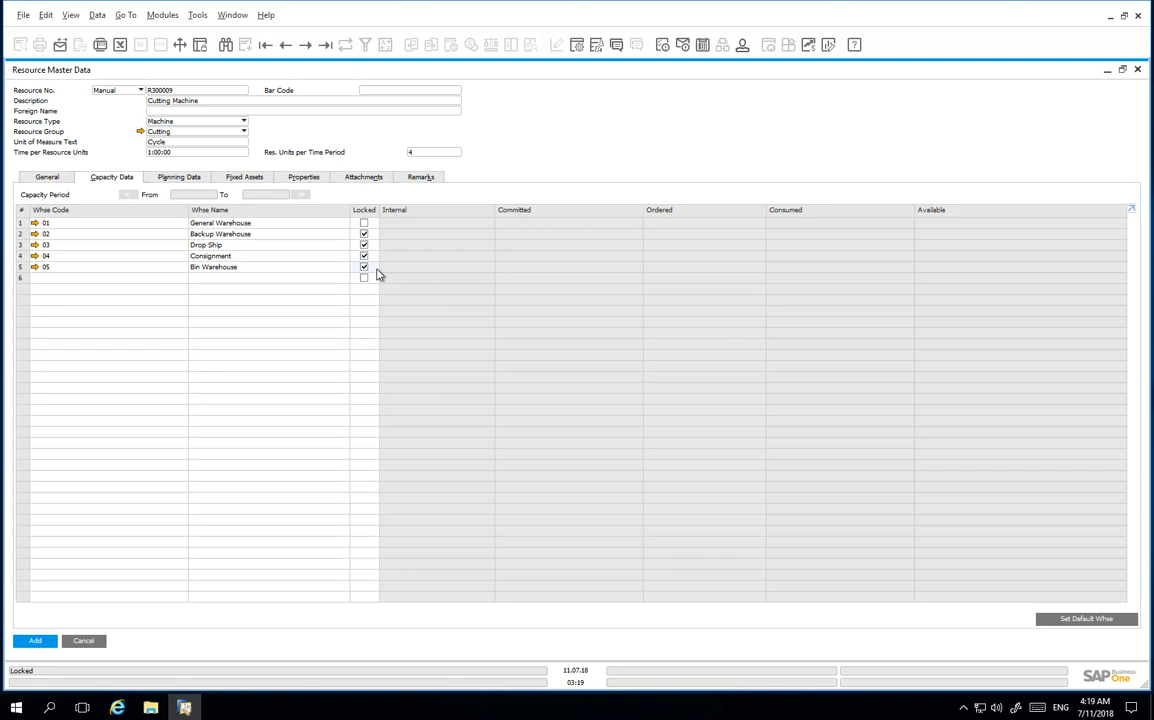 File Edit View Data Go To Modules Tools Window Help
Resource Master Data
Resource No. Manual R300009 Bar Code
Description Cutting Machine
Foreign Name
Resource Type Machine
Resource Group Cutting
Unit of Measure Text Cycle
Time per Resource Units 1:00:00 Res. Units per Time Period 4
General Capacity Data Planning Data Fixed Assets Properties Attachments Remarks
Capacity Period From To
# Whse Code Whse Name Locked Internal Committed Ordered Consumed Available
1 01 General Warehouse
2 02 Backup Warehouse
3 03 Drop Ship
4 04 Consignment
5 05 Bin Warehouse
6
Set Default Whse
Add Cancel
Locked 11.07.18
03:19
SAP Business One
ENG 4:19 AM
7/11/2018